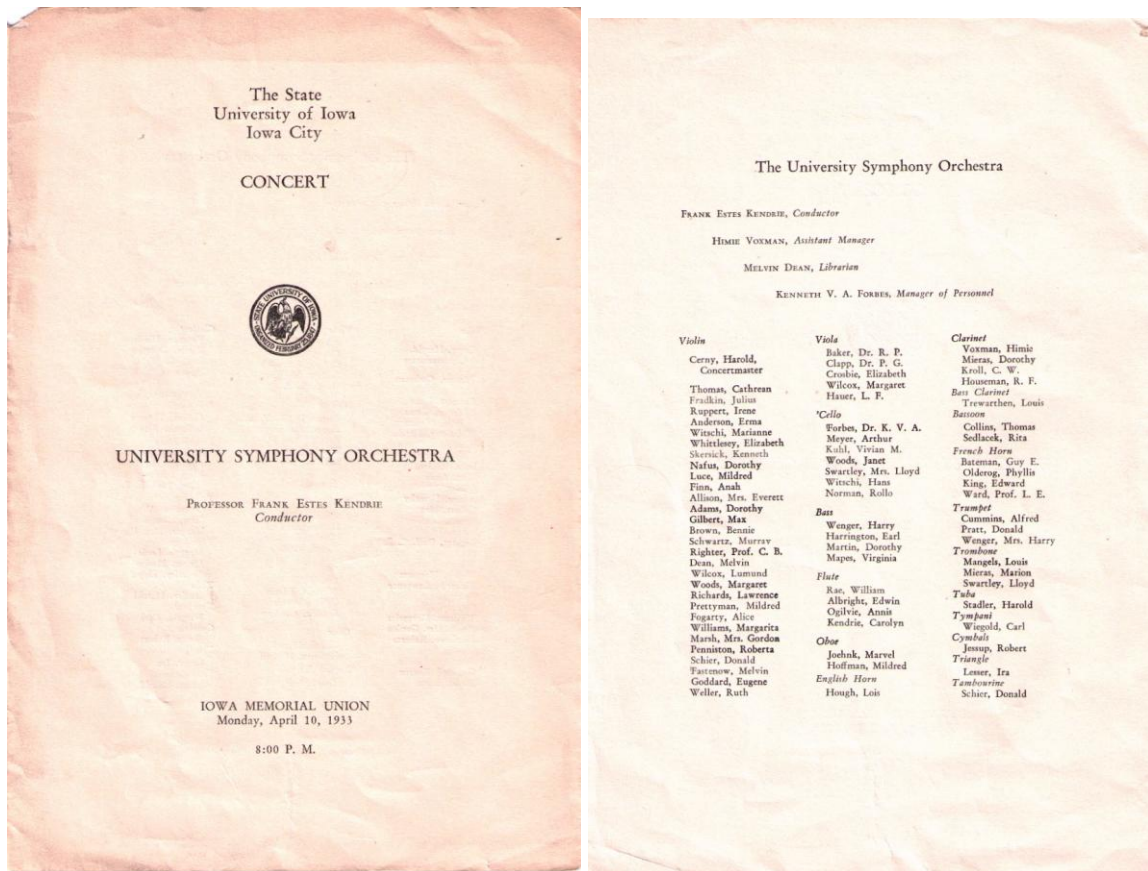 The State
University of Iowa
Iowa City
CONCERT
STATE UNIVERSITY OF IOWA
ORGANIZED FEBRUARY 25 1847
UNIVERSITY SYMPHONY ORCHESTRA
Professor Frank Estes Kendrie
Conductor
IOWA MEMORIAL UNION
Monday, April 10, 1933
8:00 P. M.
The University Symphony Orchestra
Frank Estes Kendrie, Conductor
Himie Voxman, Assistant Manager
Melvin Dean, Librarian
Kenneth V. A. Forbes, Manager of Personnel
Violin
Cerny, Harold,
Concertmaster
Thomas, Cathrean
Fradkin, Julius
Ruppert, Irene
Anderson, Erma
Witschi, Marianne
Whittlesey, Elizabeth
Skersick, Kenneth
Nafus, Dorothy
Luce, Mildred
Finn, Anah
Allison, Mrs. Everett
Adams, Dorothy
Gilbert, Max
Brown, Bennie
Schwartz, Murray
Righter, Prof. C. B.
Dean, Melvin
Wilcox, Lumund
Woods, Margaret
Richards, Lawrence
Prettyman, Mildred
Fogarty, Alice
Williams, Margarita
Marsh, Mrs. Gordon
Penniston, Roberta
Schier, Donald
Fastenow, Melvin
Goddard, Eugene
Weller, Ruth
Viola
Baker, Dr. R. P.
Clapp, Dr. P. G.
Crosbie, Elizabeth
Wilcox, Margaret
Hauer, L. F.
'Cello
Forbes, Dr. K. V. A.
Meyer, Arthur
Kuhl, Vivian M.
Woods, Janet
Swartley, Mrs. Lloyd
Witschi, Hans
Norman, Rollo
Bass
Wenger, Harry
Harrington, Earl
Martin, Dorothy
Mapes, Virginia
Flute
Rae, William
Albright, Edwin
Ogilvie, Annis
Kendrie, Carolyn
Oboe
Joehnk, Marvel
Hoffman, Mildred
English Horn
Hough, Lois
Clarinet
Voxman, Himie
Mieras, Dorothy
Kroll, C. W.
Houseman, R. F.
Bass Clarinet
Trewarthen, Louis
Bassoon
Collins, Thomas
Sedlacek, Rita
French Horn
Bateman, Guy E.
Olderog, Phyllis
King, Edward
Ward, Prof. L. E.
Trumpet
Cummins, Alfred
Pratt, Donald
Wenger, Mrs. Harry
Trombone
Mangels, Louis
Mieras, Marion
Swartley, Lloyd
Tuba
Stadler, Harold
Tympani
Wiegold, Carl
Cymbals
Jessup, Robert
Triangle
Lesser, Ira
Tambourine
Schier, Donald